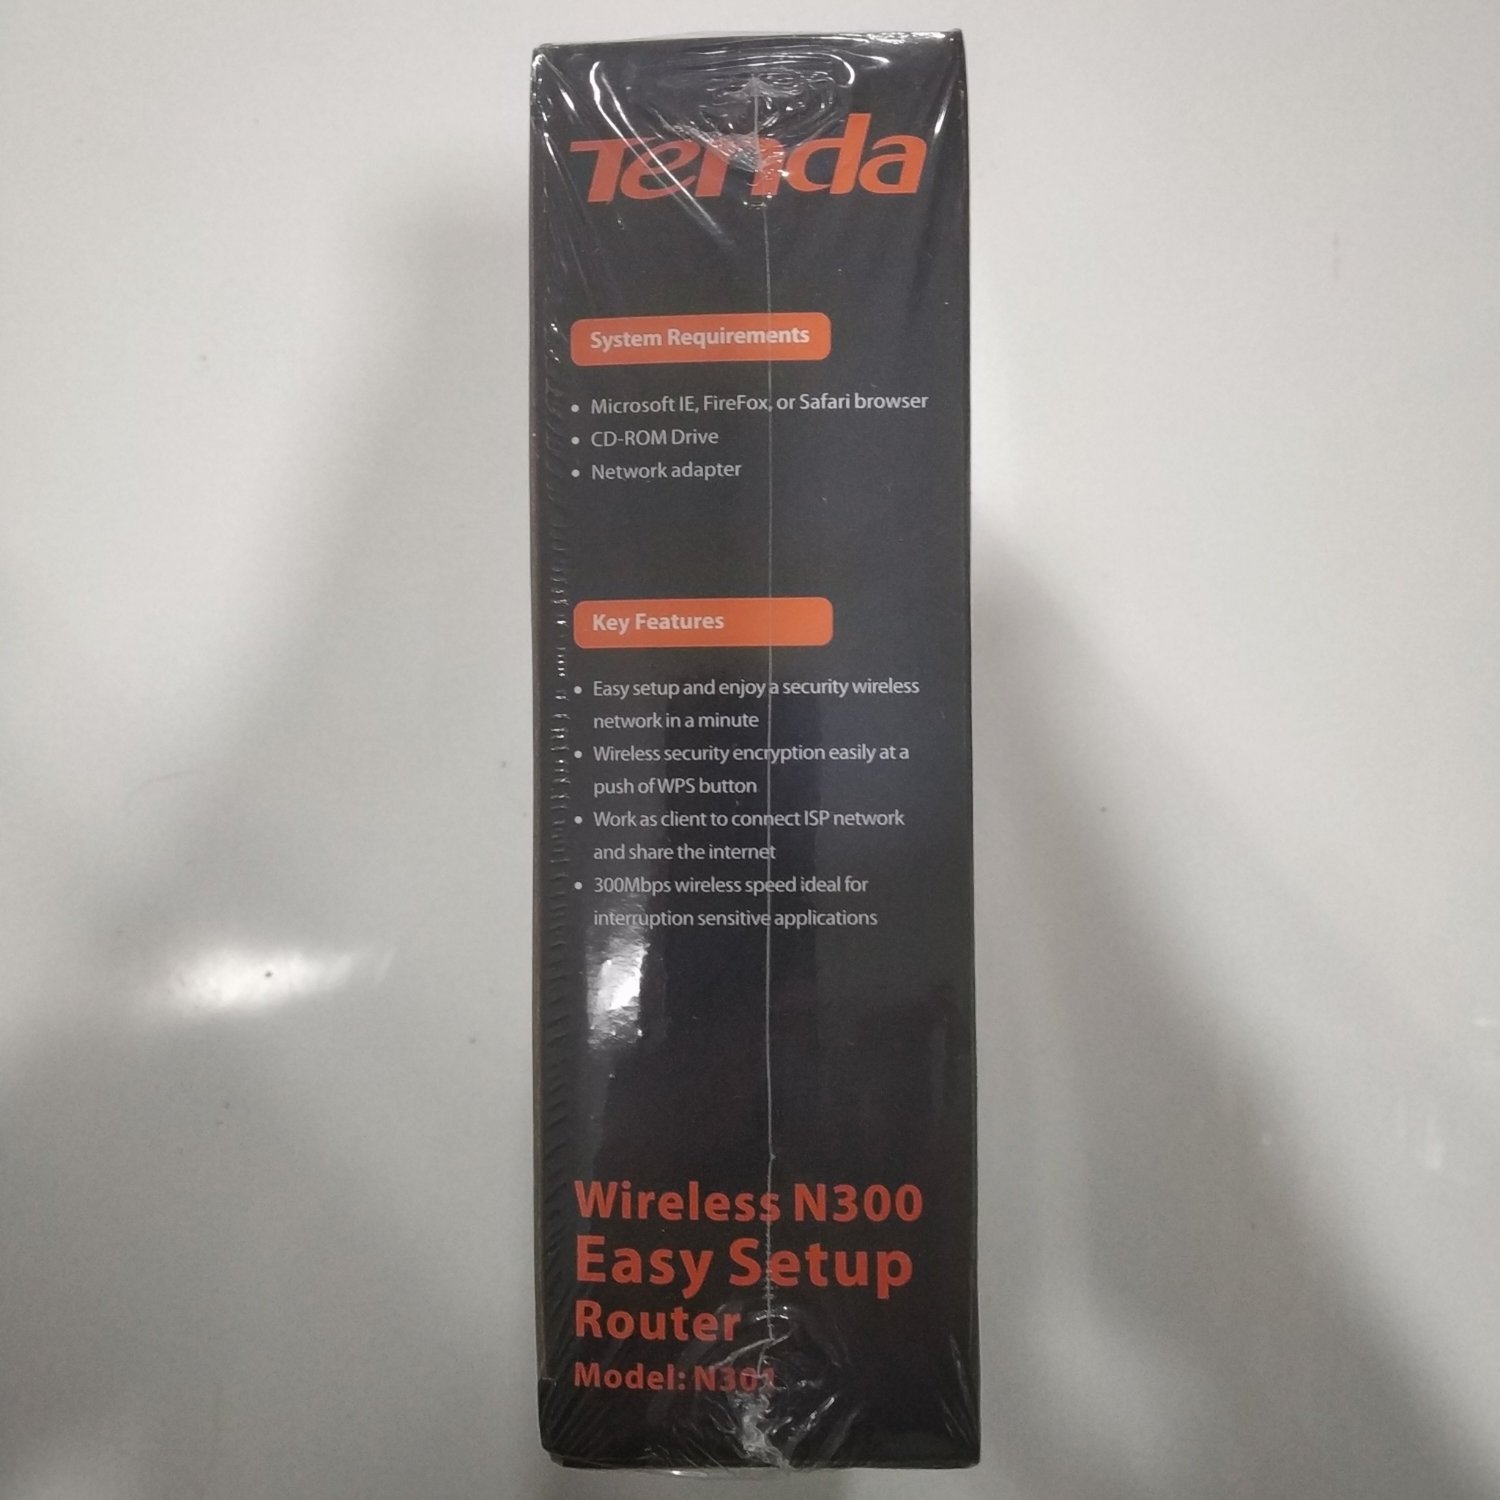 Tenda
System Requirements
• Microsoft IE, FireFox, or Safari browser
• CD-ROM Drive
• Network adapter
Key Features
• Easy setup and enjoy a security wireless
network in a minute
• Wireless security encryption easily at a
push of WPS button
• Work as client to connect ISP network
and share the internet
• 300Mbps wireless speed ideal for
interruption sensitive applications
Wireless N300
Easy Setup
Router
Model: N301